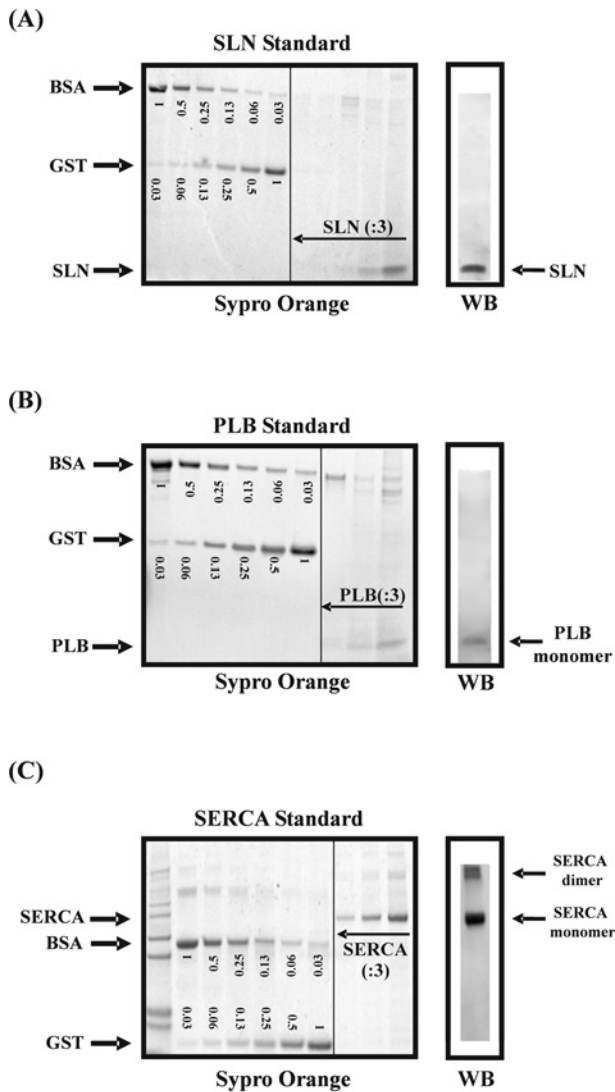 (A)
SLN Standard
BSA
1 0.5 0.25 0.13 0.06 0.03
GST
0.03 0.06 0.13 0.25 0.5 1
SLN (:3)
SLN
SLN
Sypro Orange
WB
(B)
PLB Standard
BSA
1 0.5 0.25 0.13 0.06 0.03
GST
0.03 0.06 0.13 0.25 0.5 1
PLB(:3)
PLB
PLB
monomer
Sypro Orange
WB
(C)
SERCA Standard
SERCA
dimer
SERCA
SERCA
monomer
BSA
SERCA
(:3)
1 0.5 0.25 0.13 0.06 0.03
0.03 0.06 0.13 0.25 0.5 1
GST
Sypro Orange
WB